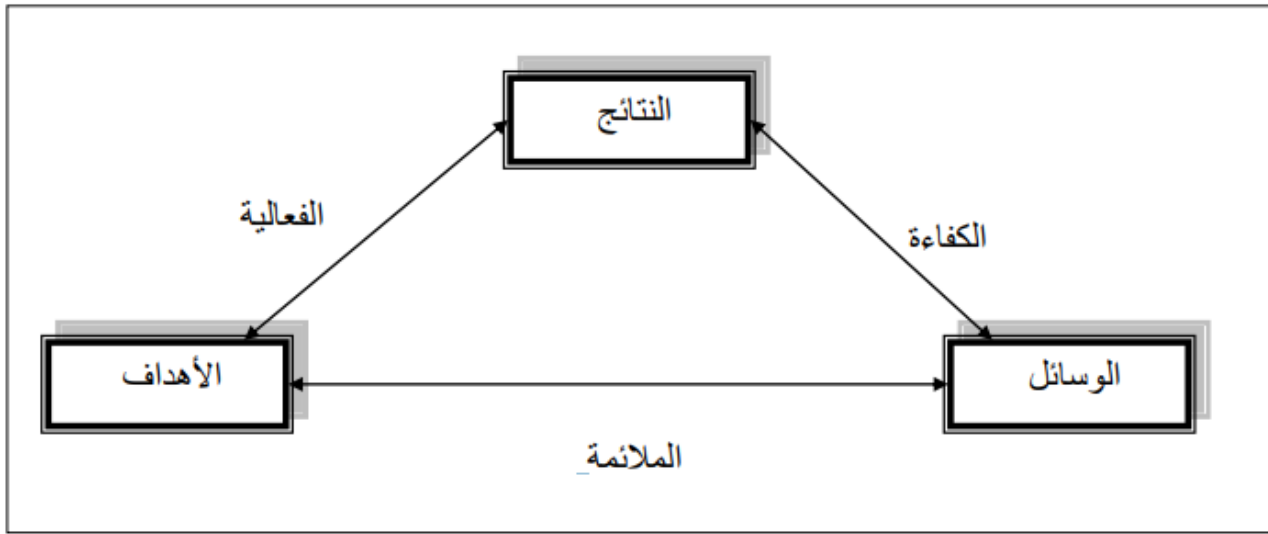 النتائج
الفعالية
الكفاءة
الأهداف
الوسائل
الملائمة